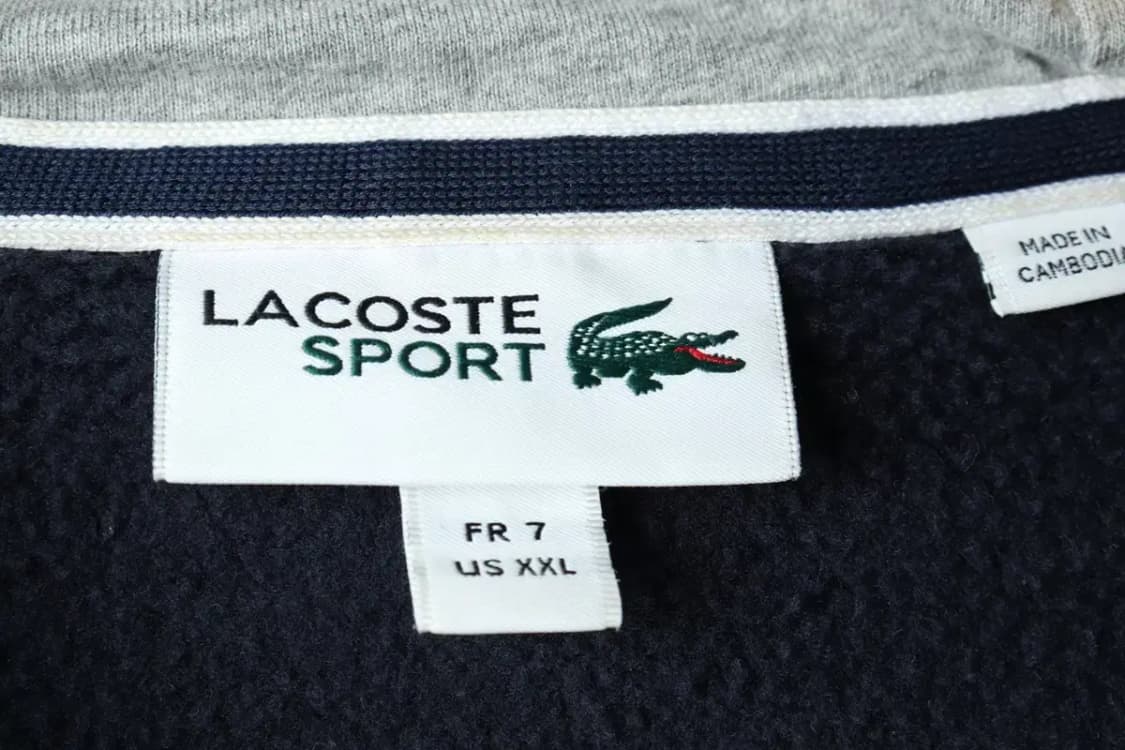 LACOSTE
SPORT
FR 7
US XXL
MADE IN
CAMBODIA